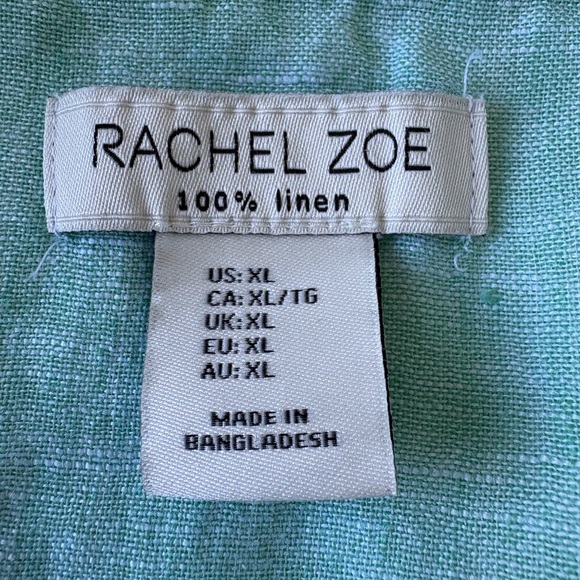 RACHEL ZOE
100% linen
US: XL
CA: XL/TG
UK: XL
EU: XL
AU: XL
MADE IN
BANGLADESH